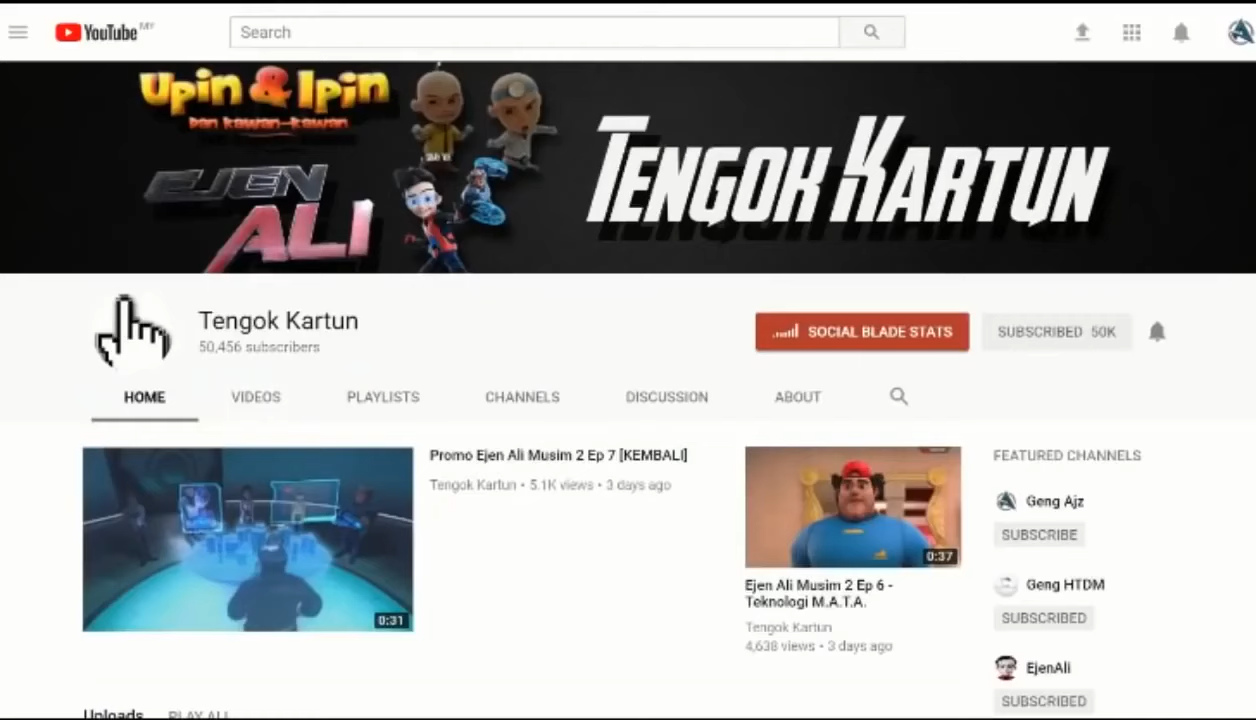 YouTube MY
Search
Upin & Ipin
Dan kawan-kawan
EJEN
ALI
TENGOK KARTUN
Tengok Kartun
50,456 subscribers
SOCIAL BLADE STATS
SUBSCRIBED 50K
HOME
VIDEOS
PLAYLISTS
CHANNELS
DISCUSSION
ABOUT
Promo Ejen Ali Musim 2 Ep 7 [KEMBALI]
Tengok Kartun • 5.1K views • 3 days ago
0:31
0:37
Ejen Ali Musim 2 Ep 6 -
Teknologi M.A.T.A.
Tengok Kartun
4,638 views • 3 days ago
FEATURED CHANNELS
Geng Ajz
SUBSCRIBE
Geng HTDM
SUBSCRIBED
EjenAli
SUBSCRIBED
Uploads PLAY ALL